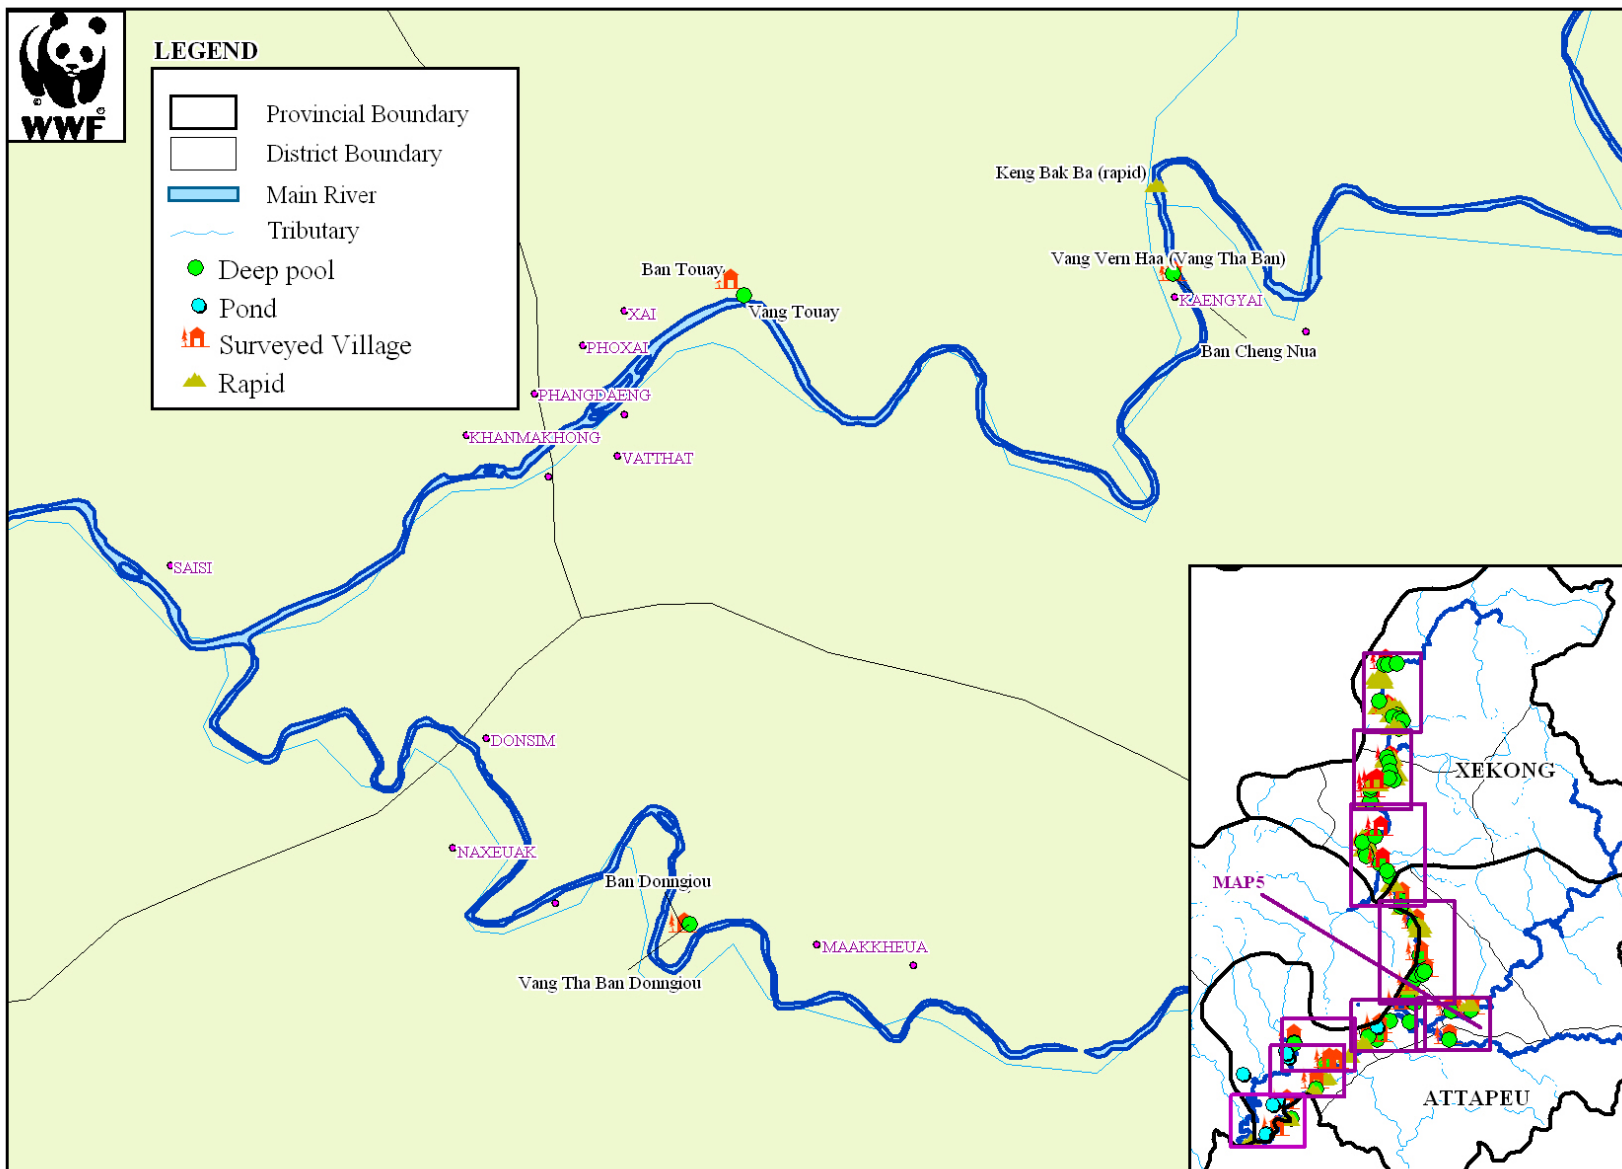 WWF
LEGEND
Provincial Boundary
District Boundary
Main River
Tributary
Deep pool
Pond
Surveyed Village
Rapid
Keng Bak Ba (rapid)
Vang Vern Haa (Vang Tha Ban)
KAENGYAI
Ban Cheng Nua
Ban Touay
Vang Touay
XAI
PHOXAI
PHANGDAENG
KHANMAKHONG
VATTHAT
SAISI
DONSIM
NAXEUAK
Ban Donngiou
MAAKKHEUA
Vang Tha Ban Donngiou
XEKONG
MAP5
ATTAPEU